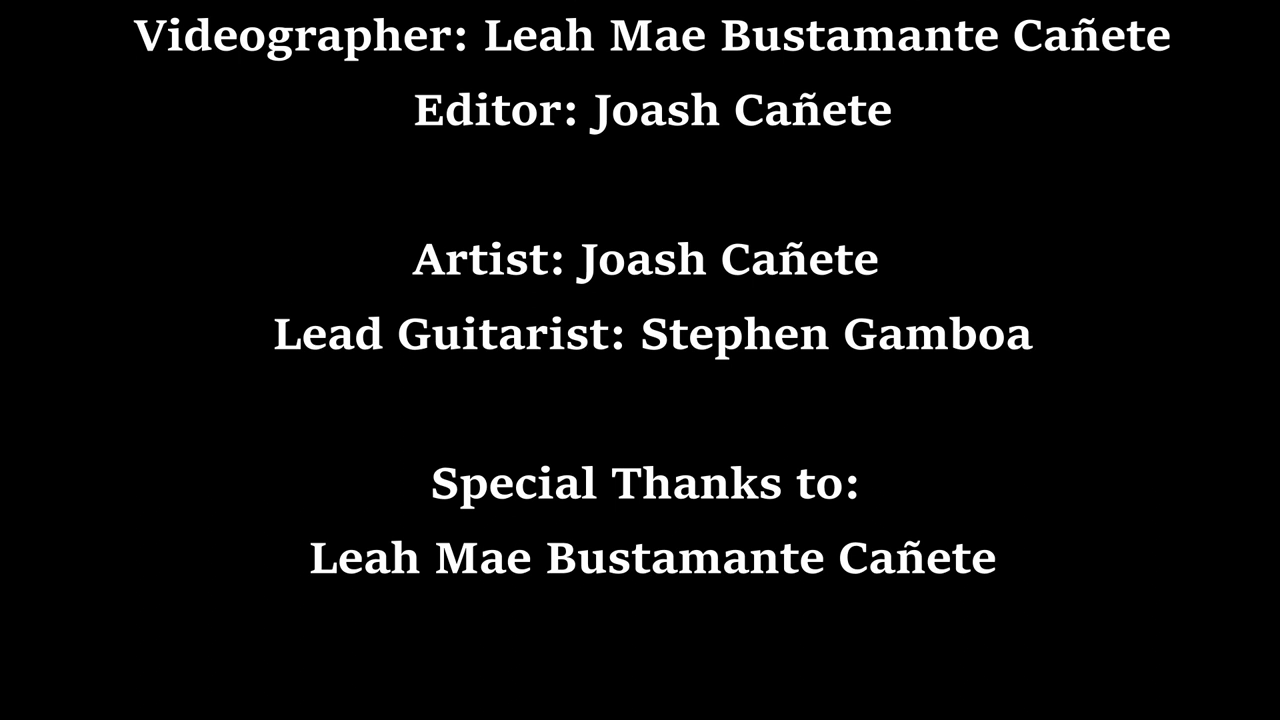 Videographer: Leah Mae Bustamante Cañete
Editor: Joash Cañete
Artist: Joash Cañete
Lead Guitarist: Stephen Gamboa
Special Thanks to:
Leah Mae Bustamante Cañete